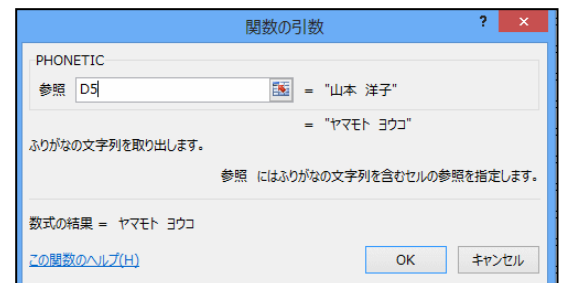 関数の引数 ? ×
PHONETIC
参照 D5 = "山本 洋子"
= "ヤマモト ヨウコ"
ふりがなの文字列を取り出します。
参照 にはふりがなの文字列を含むセルの参照を指定します。
数式の結果 = ヤマモト ヨウコ
この関数のヘルプ(H) OK キャンセル